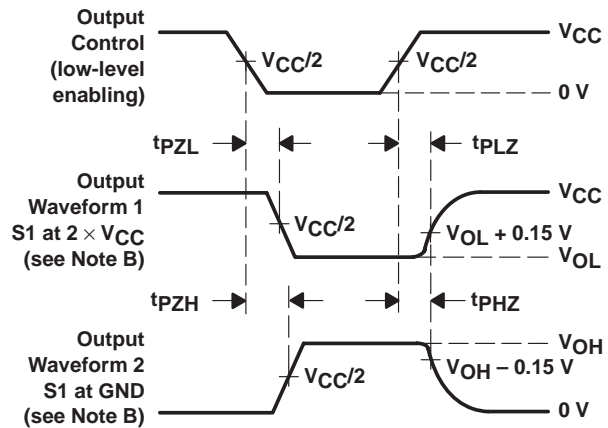 Output
Control
(low-level
enabling)
VCC
VCC/2
VCC/2
0 V
tPZL
tPLZ
Output
Waveform 1
S1 at 2 × VCC
(see Note B)
VCC
VCC/2
VOL + 0.15 V
VOL
tPZH
tPHZ
Output
Waveform 2
S1 at GND
(see Note B)
VOH
VCC/2
VOH − 0.15 V
0 V